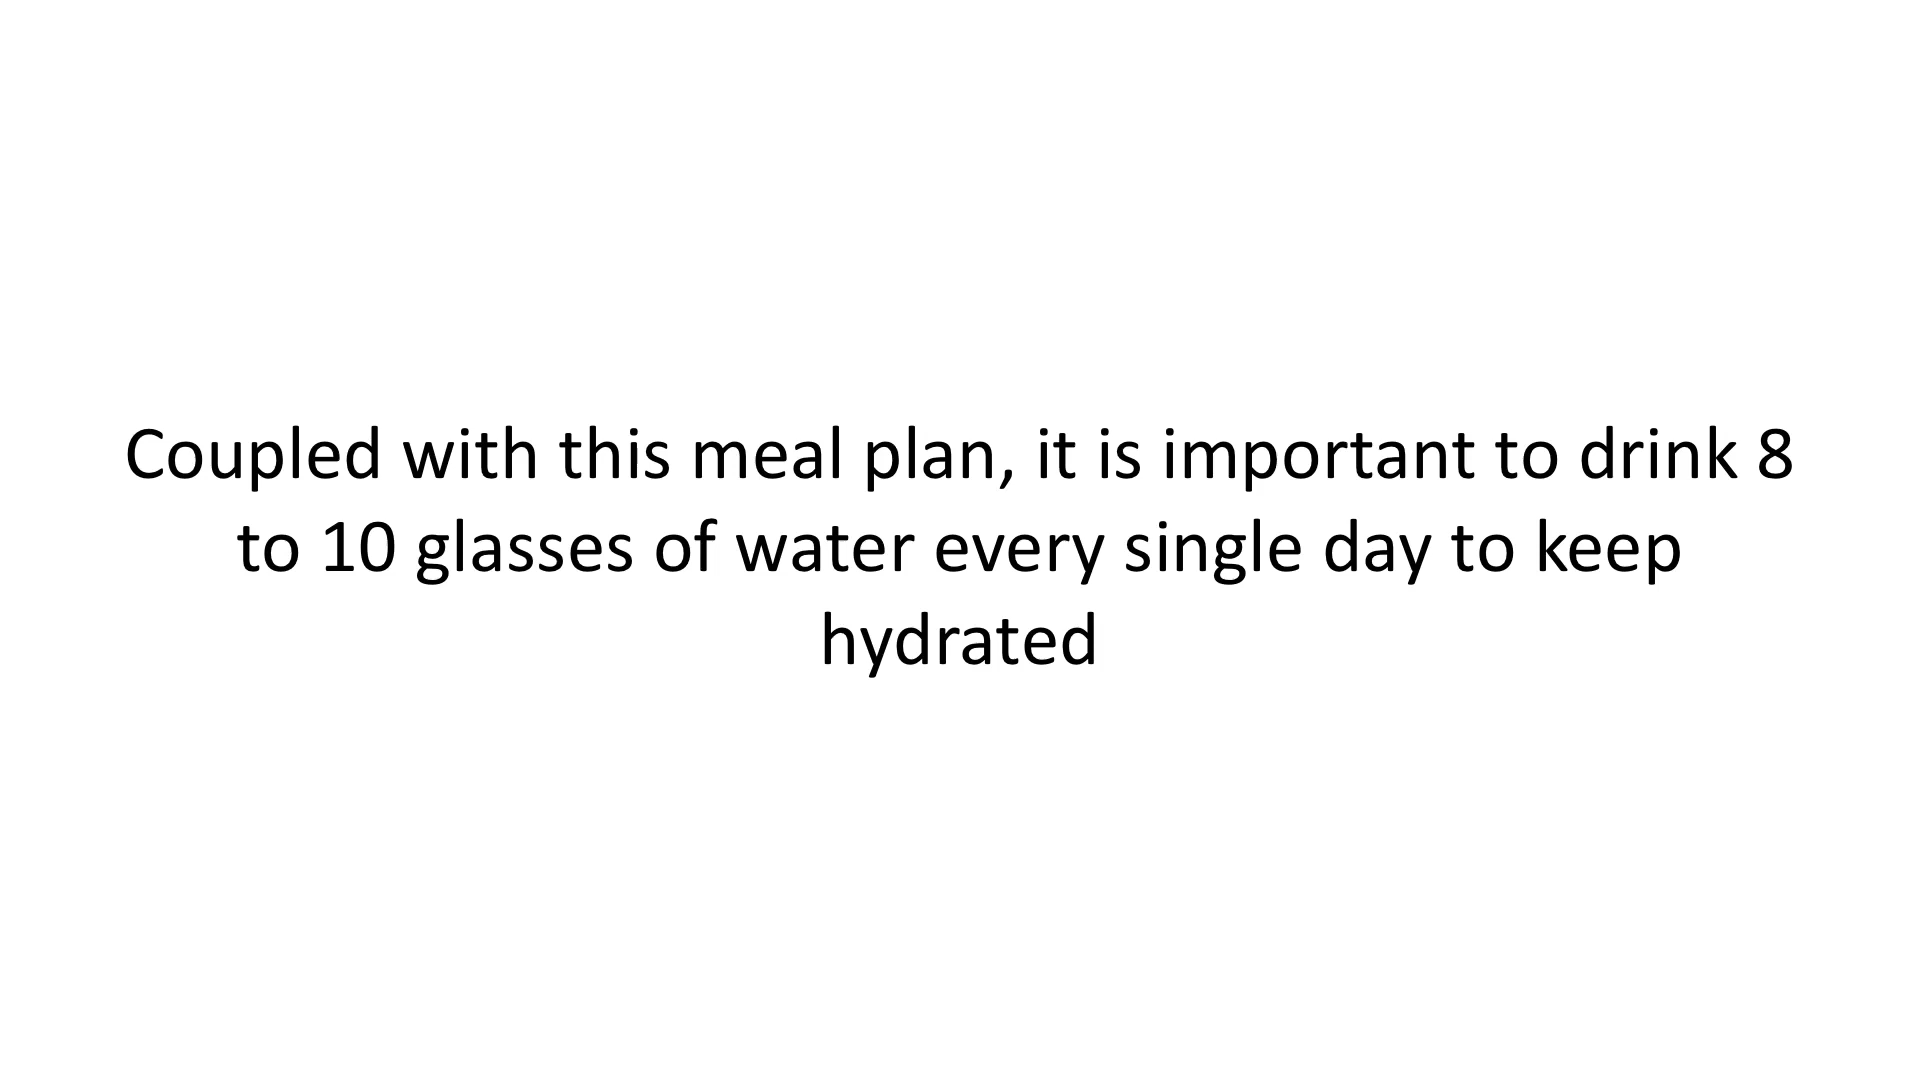 Coupled with this meal plan, it is important to drink 8
to 10 glasses of water every single day to keep
hydrated